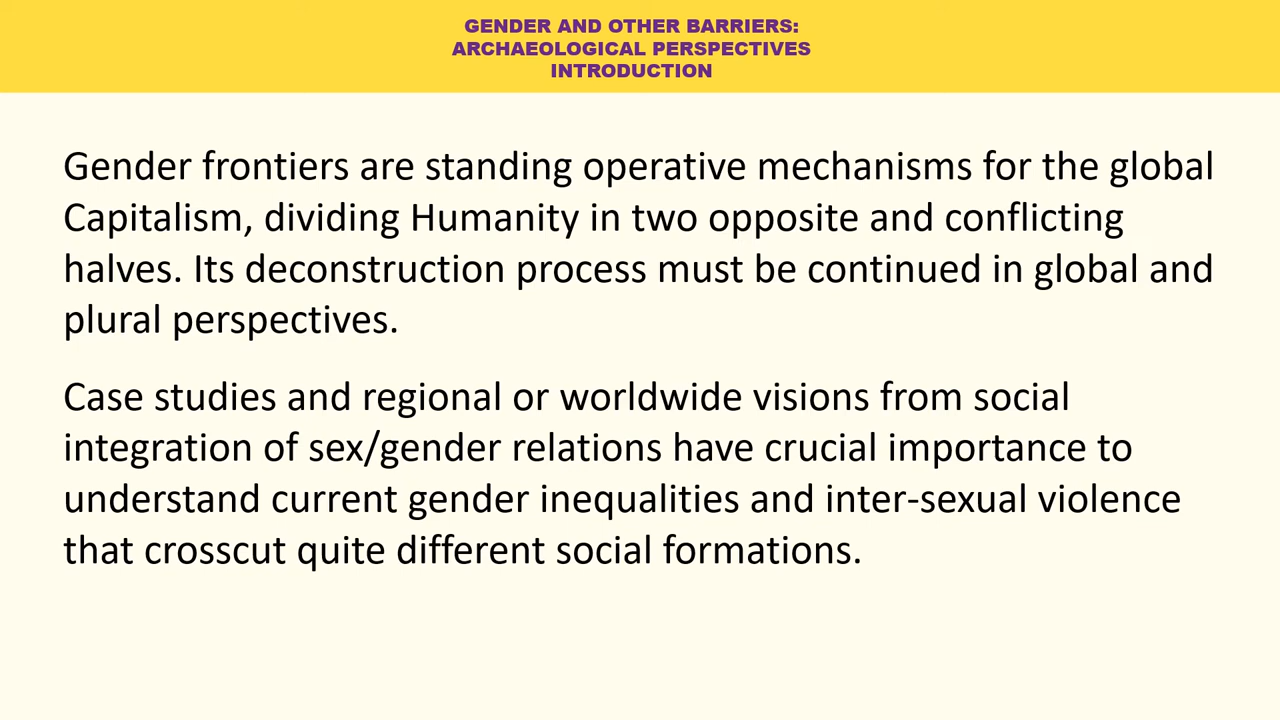 GENDER AND OTHER BARRIERS:
ARCHAEOLOGICAL PERSPECTIVES
INTRODUCTION
Gender frontiers are standing operative mechanisms for the global
Capitalism, dividing Humanity in two opposite and conflicting
halves. Its deconstruction process must be continued in global and
plural perspectives.
Case studies and regional or worldwide visions from social
integration of sex/gender relations have crucial importance to
understand current gender inequalities and inter-sexual violence
that crosscut quite different social formations.